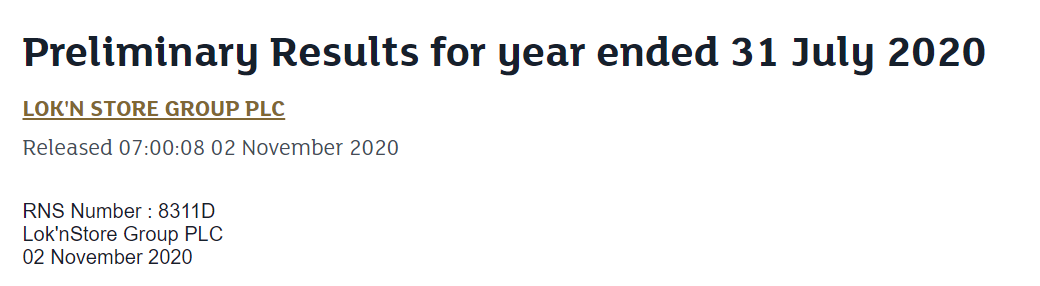 Preliminary Results for year ended 31 July 2020
LOK'N STORE GROUP PLC
Released 07:00:08 02 November 2020
RNS Number : 8311D
Lok'nStore Group PLC
02 November 2020